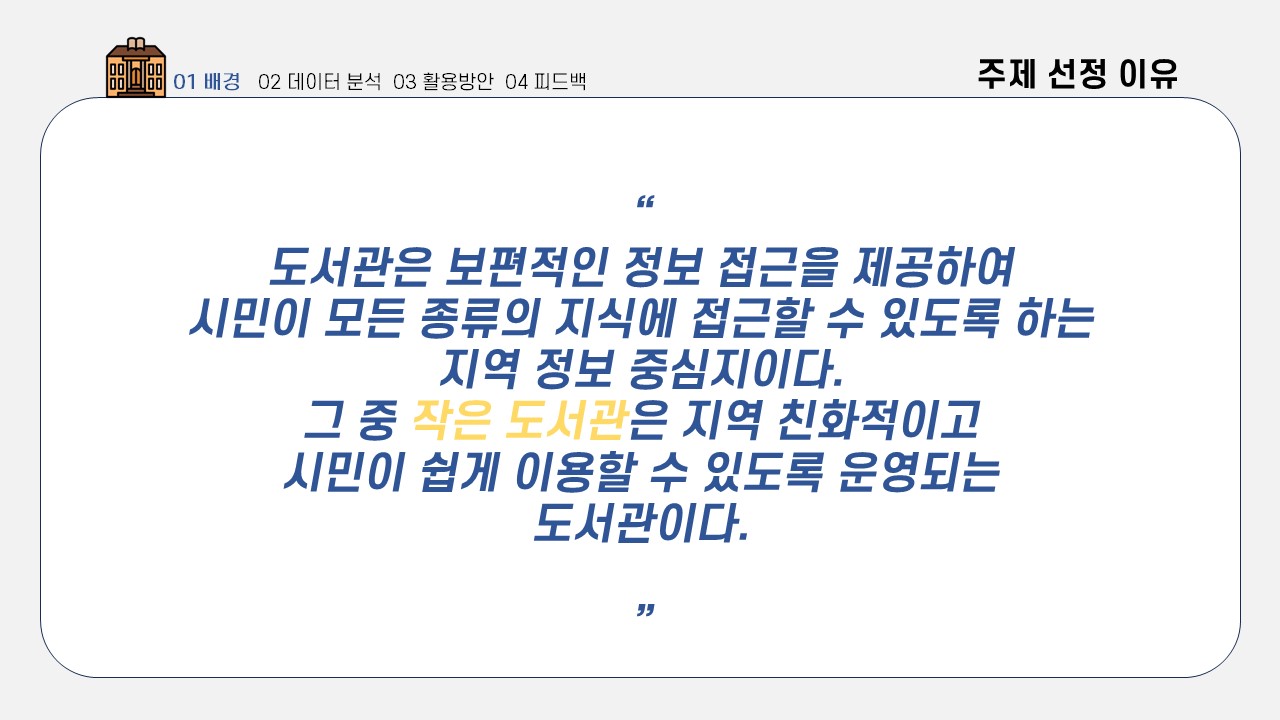 01 배경 02 데이터 분석 03 활용방안 04 피드백
주제 선정 이유
“
도서관은 보편적인 정보 접근을 제공하여
시민이 모든 종류의 지식에 접근할 수 있도록 하는
지역 정보 중심지이다.
그 중 작은 도서관은 지역 친화적이고
시민이 쉽게 이용할 수 있도록 운영되는
도서관이다.
”